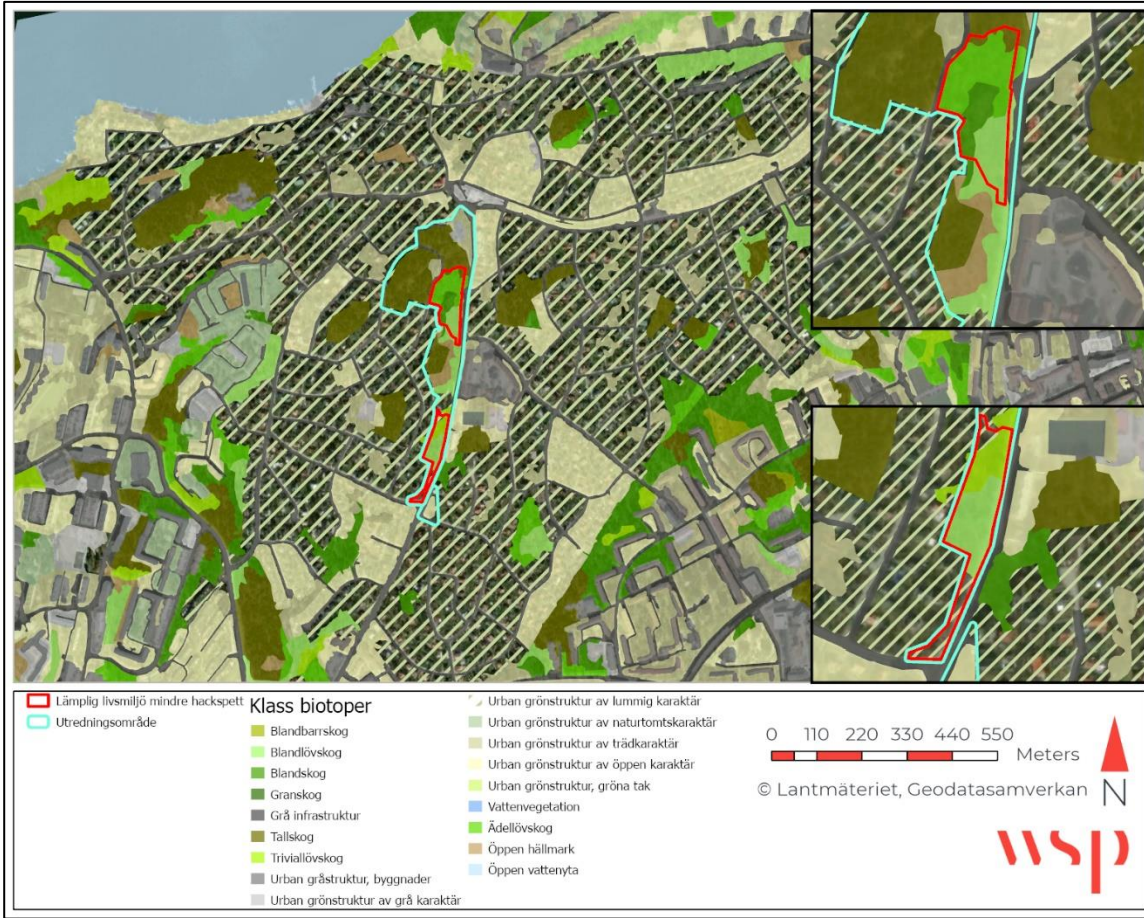 Lämplig livsmiljö mindre hackspett
Utredningsområde
Klass biotoper
Blandbarrskog
Blandlövskog
Blandskog
Granskog
Grå infrastruktur
Tallskog
Triviallövskog
Urban gråstruktur, byggnader
Urban grönstruktur av grå karaktär
Urban grönstruktur av lummig karaktär
Urban grönstruktur av naturtomtskaraktär
Urban grönstruktur av trädkaraktär
Urban grönstruktur av öppen karaktär
Urban grönstruktur, gröna tak
Vattenvegetation
Ädellövskog
Öppen hällmark
Öppen vattenyta
0 110 220 330 440 550
Meters
© Lantmäteriet, Geodatasamverkan
N
wsp